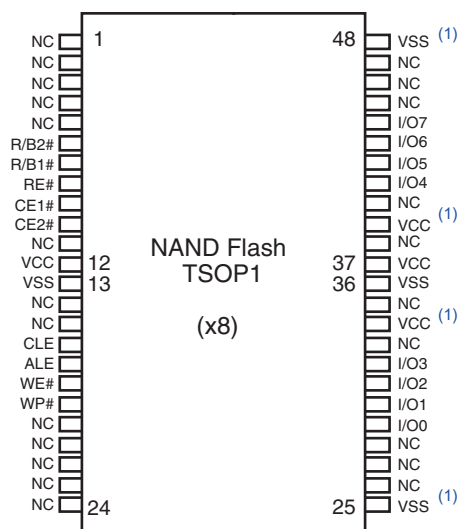 NC 1 48 VSS (1)
NC NC
NC NC
NC NC
NC I/O7
R/B2# I/O6
R/B1# I/O5
RE# I/O4
CE1# NC
CE2# VCC (1)
NC NC
VCC 12 NAND Flash 37 VCC
VSS 13 TSOP1 36 VSS
NC NC
NC (x8) VCC (1)
CLE NC
ALE I/O3
WE# I/O2
WP# I/O1
NC I/O0
NC NC
NC NC
NC NC
NC 24 25 VSS (1)